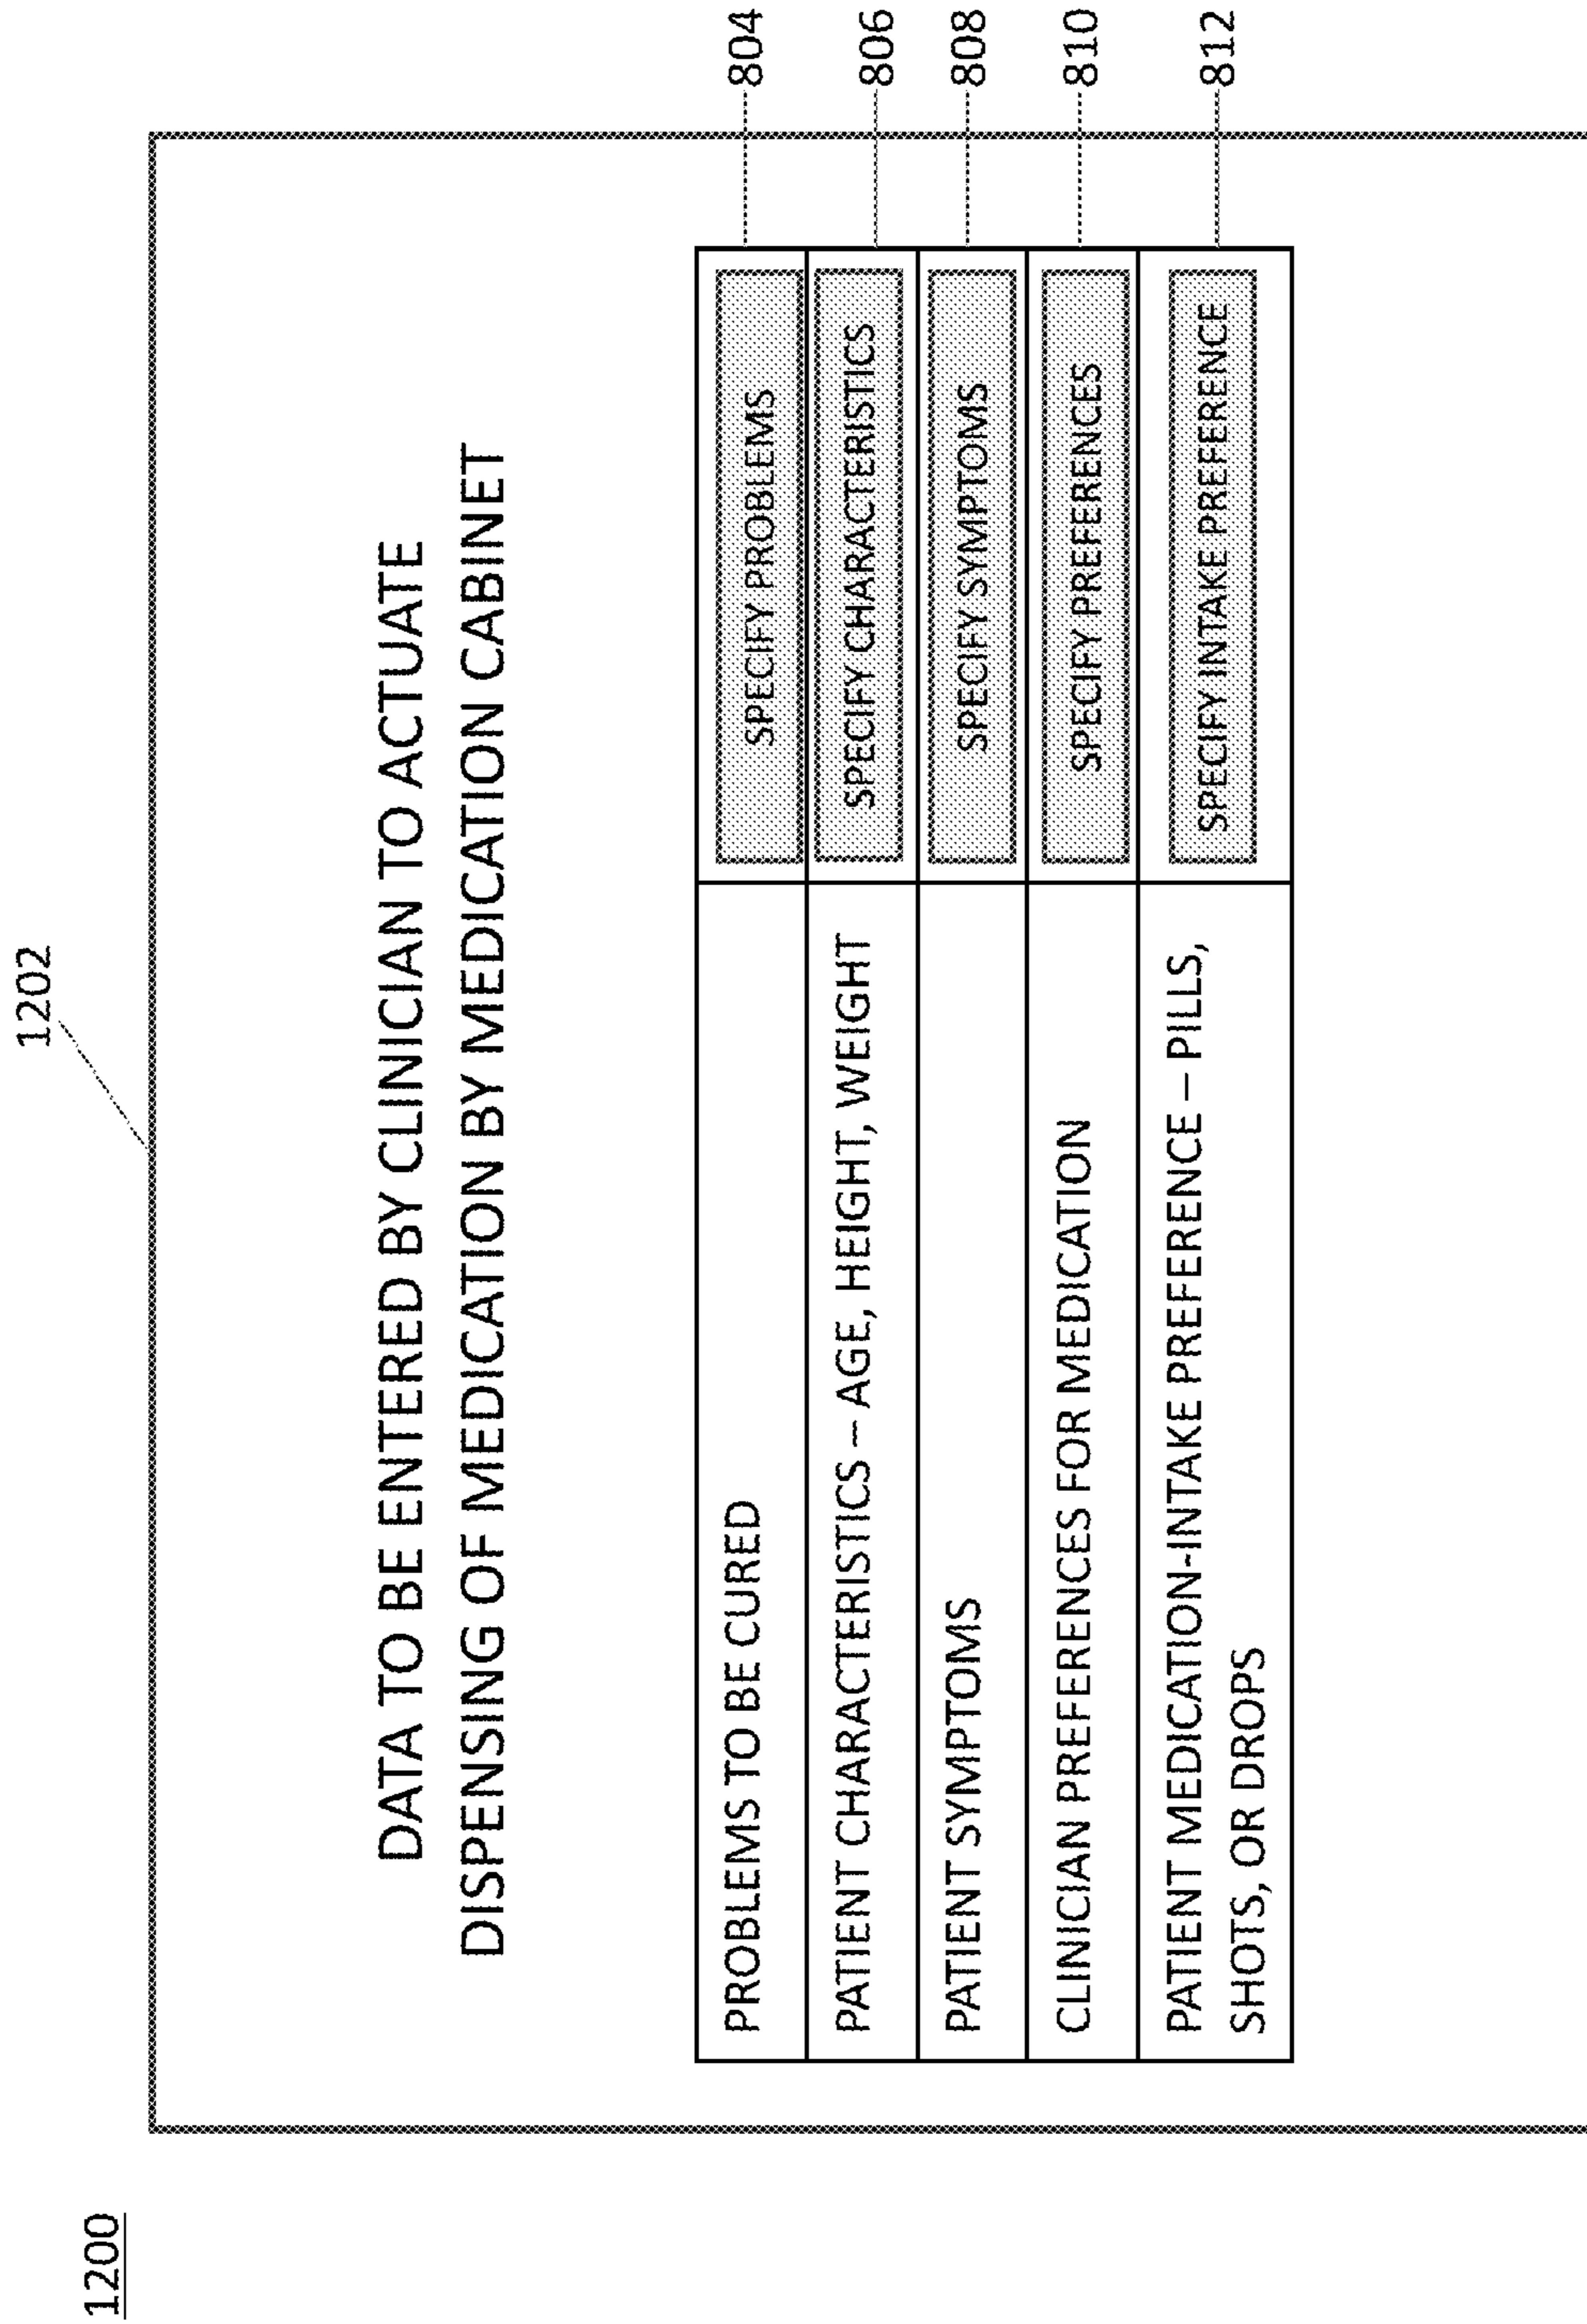 1200
1202
DATA TO BE ENTERED BY CLINICIAN TO ACTUATE
DISPENSING OF MEDICATION BY MEDICATION CABINET
PROBLEMS TO BE CURED
SPECIFY PROBLEMS
804
PATIENT CHARACTERISTICS – AGE, HEIGHT, WEIGHT
SPECIFY CHARACTERISTICS
806
PATIENT SYMPTOMS
SPECIFY SYMPTOMS
808
CLINICIAN PREFERENCES FOR MEDICATION
SPECIFY PREFERENCES
810
PATIENT MEDICATION-INTAKE PREFERENCE – PILLS,
SHOTS, OR DROPS
SPECIFY INTAKE PREFERENCE
812